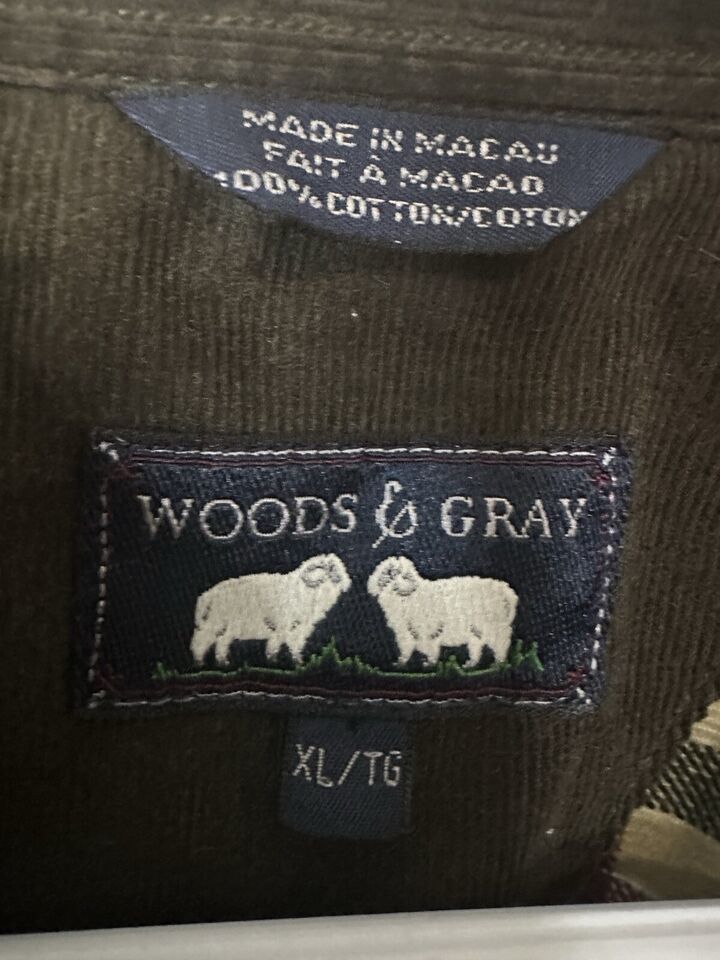 MADE IN MACAU
FAIT À MACAO
100% COTTON/COTON
WOODS & GRAY
XL/TG